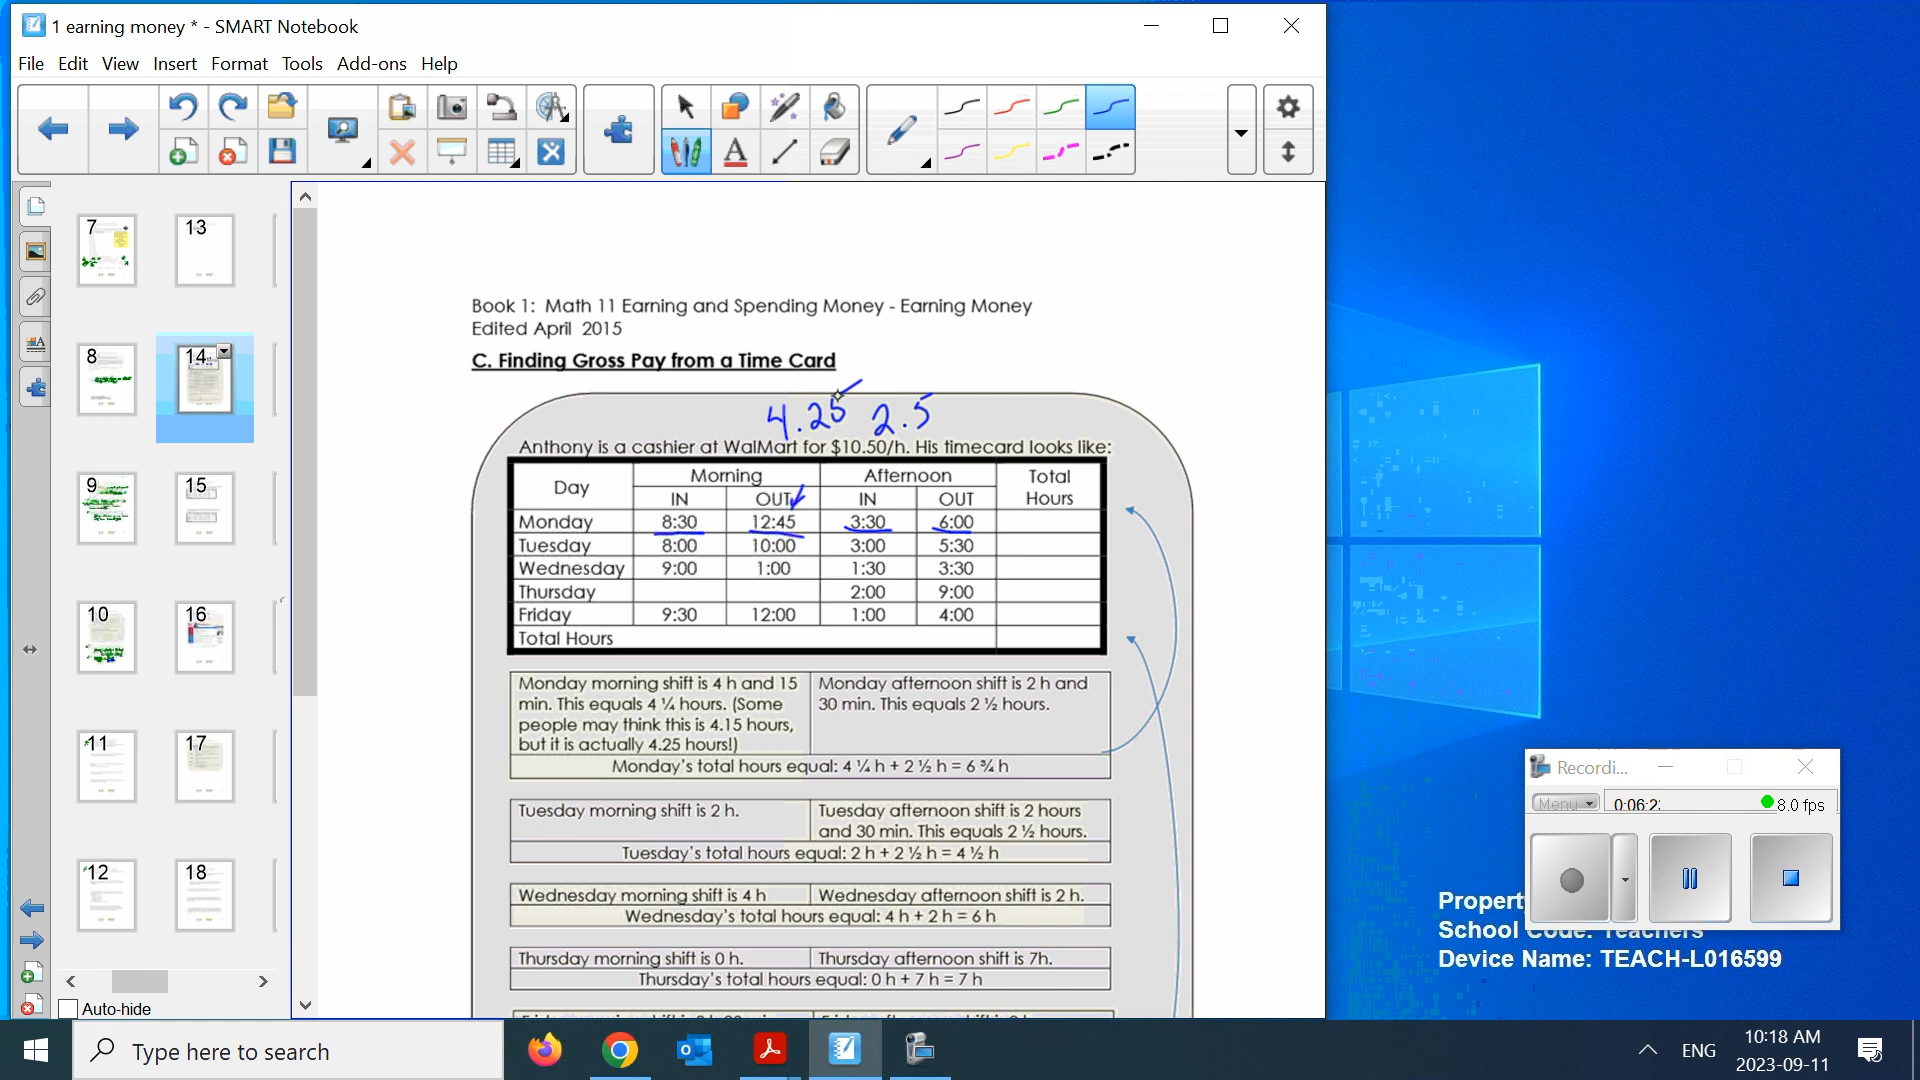 1 earning money * - SMART Notebook
File Edit View Insert Format Tools Add-ons Help
7 13
8 14
9 15
10 16
11 17
12 18
Auto-hide
Book 1: Math 11 Earning and Spending Money - Earning Money
Edited April 2015
C. Finding Gross Pay from a Time Card
4.25 2.5
Anthony is a cashier at WalMart for $10.50/h. His timecard looks like:
Day Morning Afternoon Total Hours
IN OUT IN OUT
Monday 8:30 12:45 3:30 6:00
Tuesday 8:00 10:00 3:00 5:30
Wednesday 9:00 1:00 1:30 3:30
Thursday 2:00 9:00
Friday 9:30 12:00 1:00 4:00
Total Hours
Monday morning shift is 4 h and 15
min. This equals 4 ¼ hours. (Some
people may think this is 4.15 hours,
but it is actually 4.25 hours!)
Monday afternoon shift is 2 h and
30 min. This equals 2 ½ hours.
Monday's total hours equal: 4 ¼ h + 2 ½ h = 6 ¾ h
Tuesday morning shift is 2 h.
Tuesday afternoon shift is 2 hours
and 30 min. This equals 2 ½ hours.
Tuesday's total hours equal: 2 h + 2 ½ h = 4 ½ h
Wednesday morning shift is 4 h
Wednesday afternoon shift is 2 h.
Wednesday's total hours equal: 4 h + 2 h = 6 h
Thursday morning shift is 0 h.
Thursday afternoon shift is 7h.
Thursday's total hours equal: 0 h + 7 h = 7 h
Recordi...
Menu 0:06:2 8.0 fps
Propert
School Code: Teachers
Device Name: TEACH-L016599
Type here to search
ENG
10:18 AM
2023-09-11